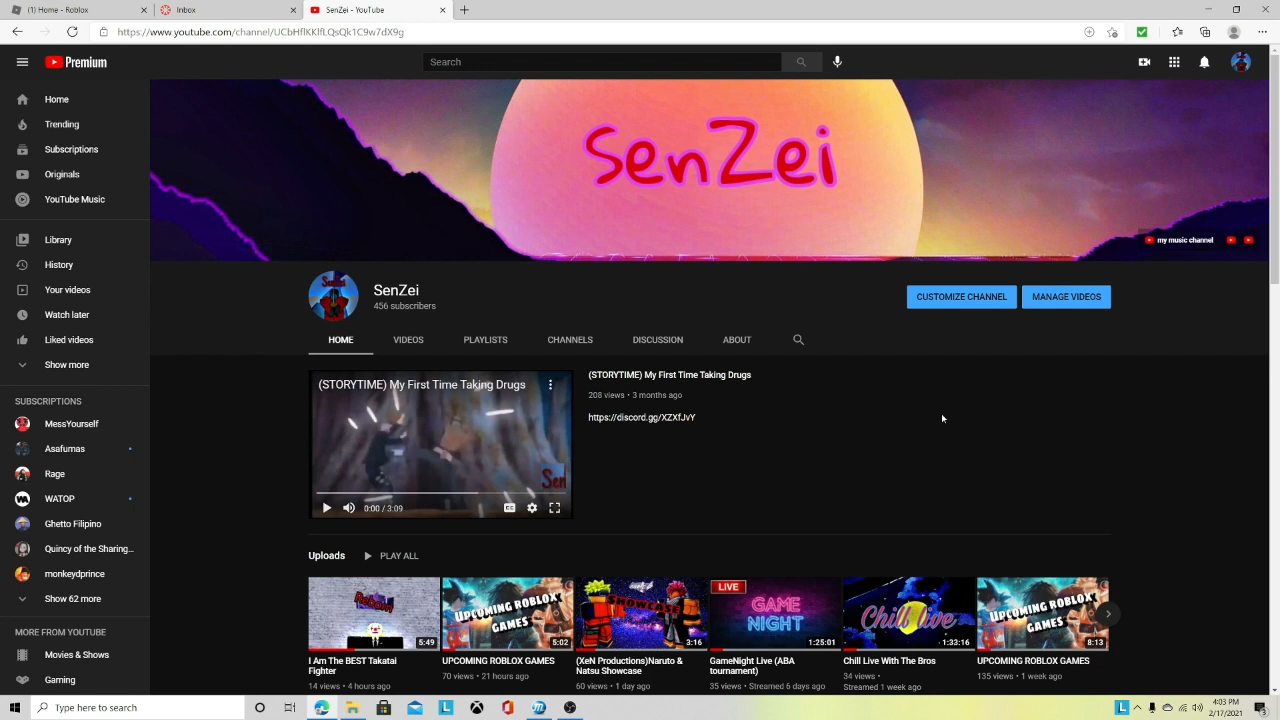 (1) Home - Roblox
Home - Roblox
SenZei - YouTube
https://www.youtube.com/channel/UCbHflKKlfLQsQk1C9w7dX9g
Premium
Search
Home
Trending
Subscriptions
Originals
YouTube Music
Library
History
Your videos
Watch later
Liked videos
Show more
SUBSCRIPTIONS
MessYourself
Asafumas
Rage
WATOP
Ghetto Filipino
Quincy of the Sharing...
monkeydprince
Show 62 more
MORE FROM YOUTUBE
Movies & Shows
Gaming
SenZei
my music channel
SenZei
456 subscribers
CUSTOMIZE CHANNEL
MANAGE VIDEOS
HOME
VIDEOS
PLAYLISTS
CHANNELS
DISCUSSION
ABOUT
(STORYTIME) My First Time Taking Drugs
Sen
0:00 / 3:09
(STORYTIME) My First Time Taking Drugs
208 views • 3 months ago
https://discord.gg/XZXfJvY
Uploads
PLAY ALL
5:49
I Am The BEST Takatai
Fighter
14 views • 4 hours ago
UPCOMING ROBLOX
GAMES
5:02
UPCOMING ROBLOX GAMES
70 views • 21 hours ago
SHOWCASE
3:16
(XeN Productions)Naruto &
Natsu Showcase
60 views • 1 day ago
LIVE
GAME
NIGHT
1:25:01
GameNight Live (ABA
tournament)
35 views • Streamed 6 days ago
Chill live
1:33:16
Chill Live With The Bros
34 views •
Streamed 1 week ago
UPCOMING ROBLOX
GAMES
8:13
UPCOMING ROBLOX GAMES
135 views • 1 week ago
Type here to search
4:03 PM
2/17/2021
3